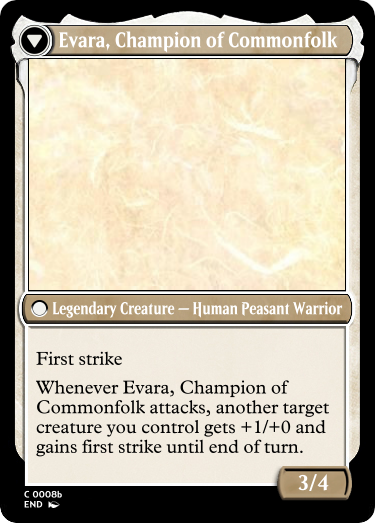 Evara, Champion of Commonfolk
Legendary Creature — Human Peasant Warrior
First strike
Whenever Evara, Champion of
Commonfolk attacks, another target
creature you control gets +1/+0 and
gains first strike until end of turn.
3/4
C 0008b
END